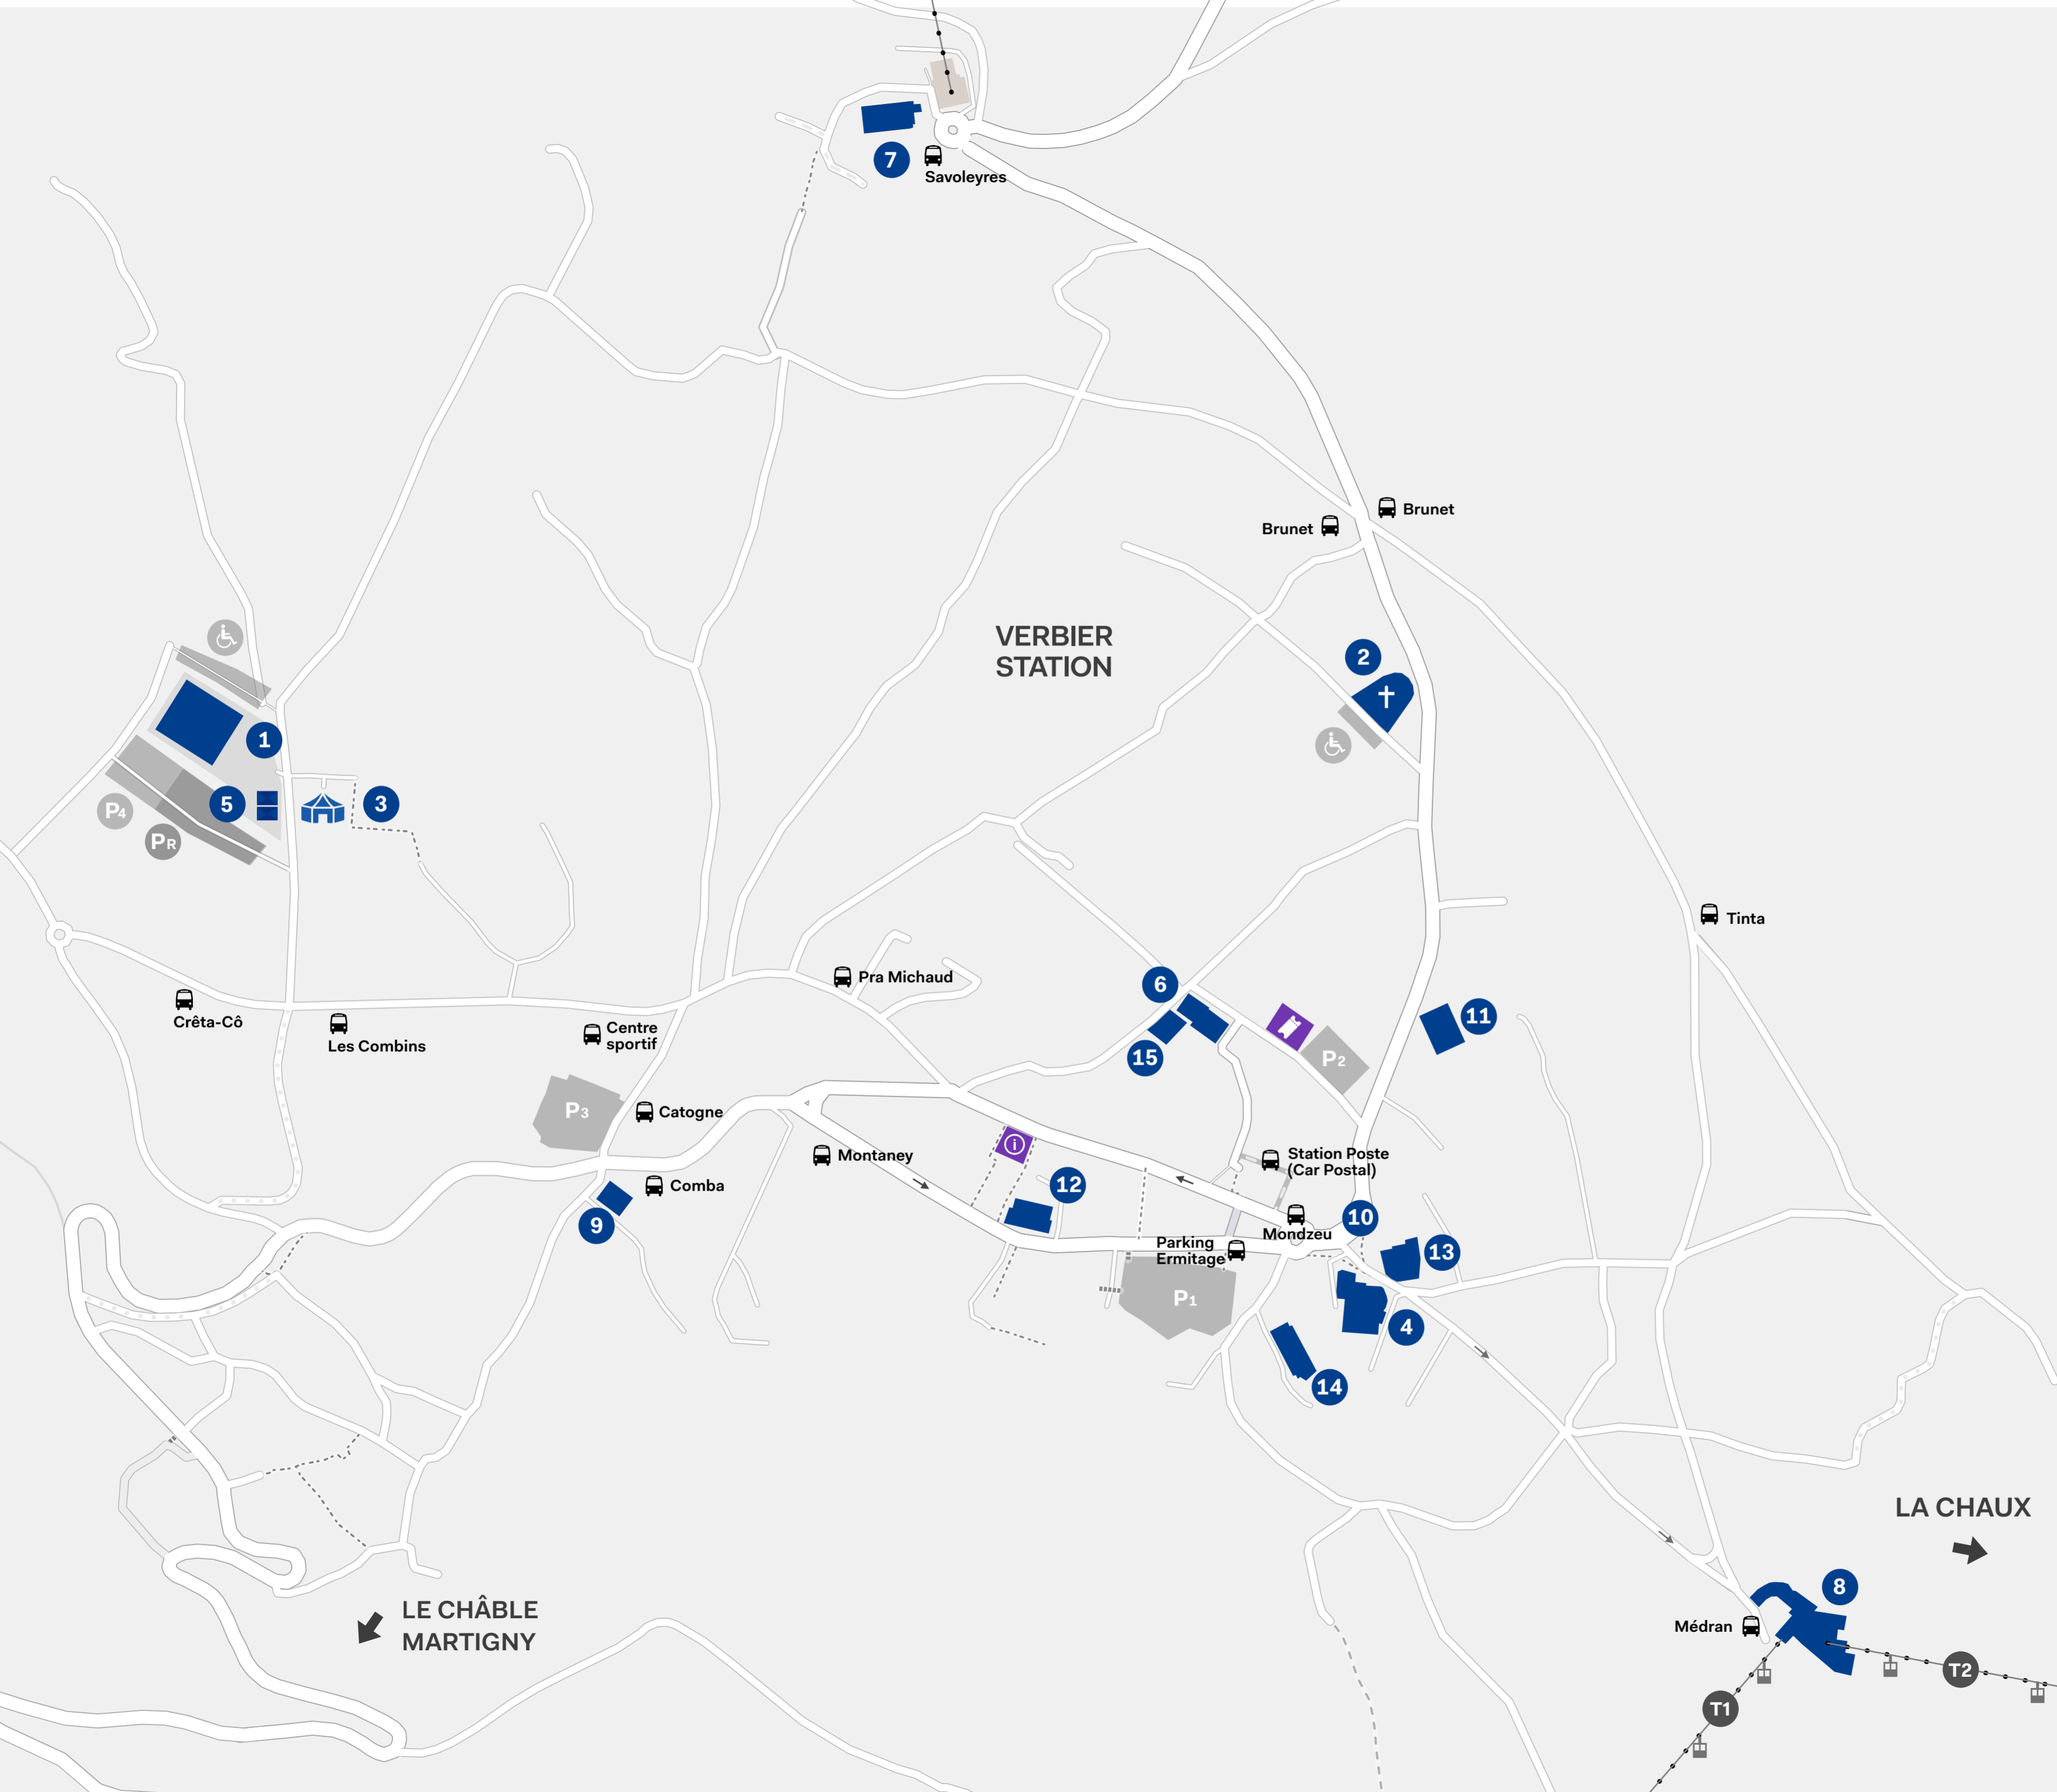 7
Savoleyres
Brunet
Brunet
VERBIER
STATION
2
1
5
3
P4
PR
Tinta
Pra Michaud
6
11
Crêta-Cô
Les Combins
Centre
sportif
15
P2
P3
Catogne
Montaney
i
Station Poste
(Car Postal)
Comba
12
9
10
Mondzeu
Parking
Ermitage
13
P1
4
14
LA CHAUX
LE CHÂBLE
MARTIGNY
8
Médran
T2
T1